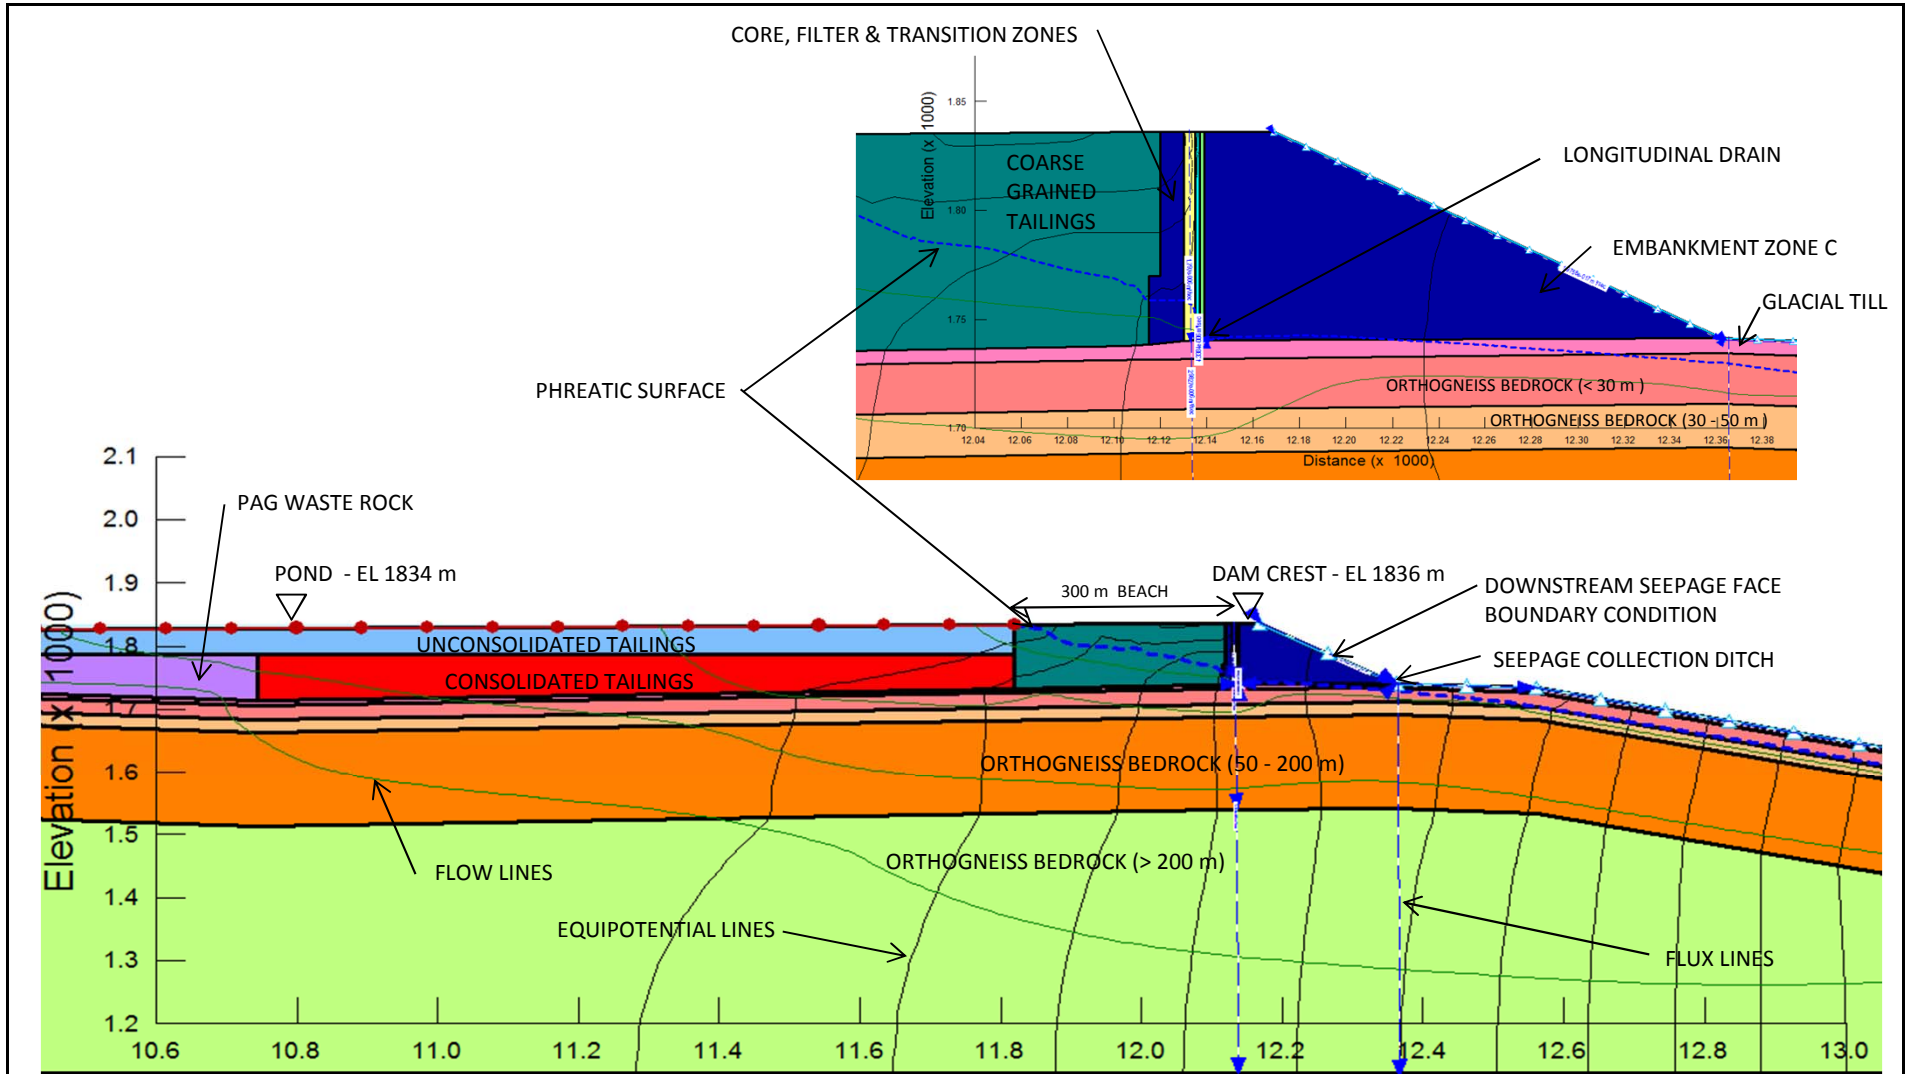 CORE, FILTER & TRANSITION ZONES
Elevation (x 1000)
1.85
1.80
1.75
1.70
COARSE
GRAINED
TAILINGS
LONGITUDINAL DRAIN
EMBANKMENT ZONE C
GLACIAL TILL
PHREATIC SURFACE
ORTHOGNEISS BEDROCK (< 30 m )
ORTHOGNEISS BEDROCK (30 - 50 m )
12.04 12.06 12.08 12.10 12.12 12.14 12.16 12.18 12.20 12.22 12.24 12.26 12.28 12.30 12.32 12.34 12.36 12.38
Distance (x 1000)
Elevation (x 1000)
2.1
2.0
1.9
1.8
1.7
1.6
1.5
1.4
1.3
1.2
PAG WASTE ROCK
POND - EL 1834 m
300 m BEACH
DAM CREST - EL 1836 m
DOWNSTREAM SEEPAGE FACE
BOUNDARY CONDITION
UNCONSOLIDATED TAILINGS
SEEPAGE COLLECTION DITCH
CONSOLIDATED TAILINGS
ORTHOGNEISS BEDROCK (50 - 200 m)
ORTHOGNEISS BEDROCK (> 200 m)
FLOW LINES
EQUIPOTENTIAL LINES
FLUX LINES
10.6 10.8 11.0 11.2 11.4 11.6 11.8 12.0 12.2 12.4 12.6 12.8 13.0